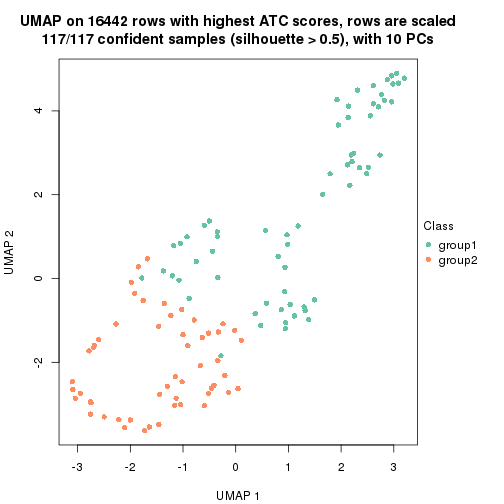 UMAP on 16442 rows with highest ATC scores, rows are scaled
117/117 confident samples (silhouette > 0.5), with 10 PCs
4
2
0
-2
UMAP 2
-3
-2
-1
0
1
2
3
UMAP 1
Class
group1
group2